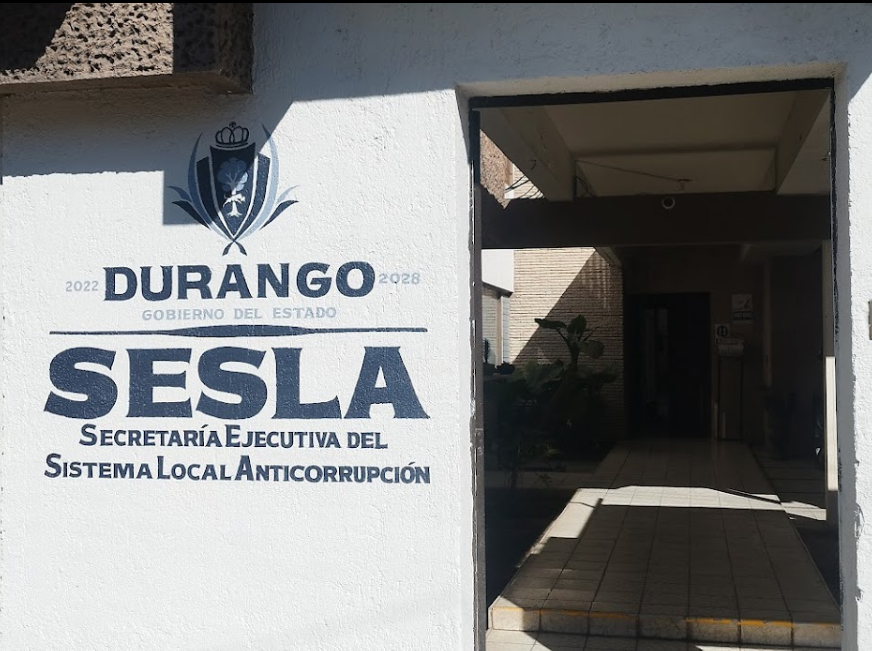 2022 DURANGO 2028
GOBIERNO DEL ESTADO
SESLA
SECRETARÍA EJECUTIVA DEL
SISTEMA LOCAL ANTICORRUPCIÓN